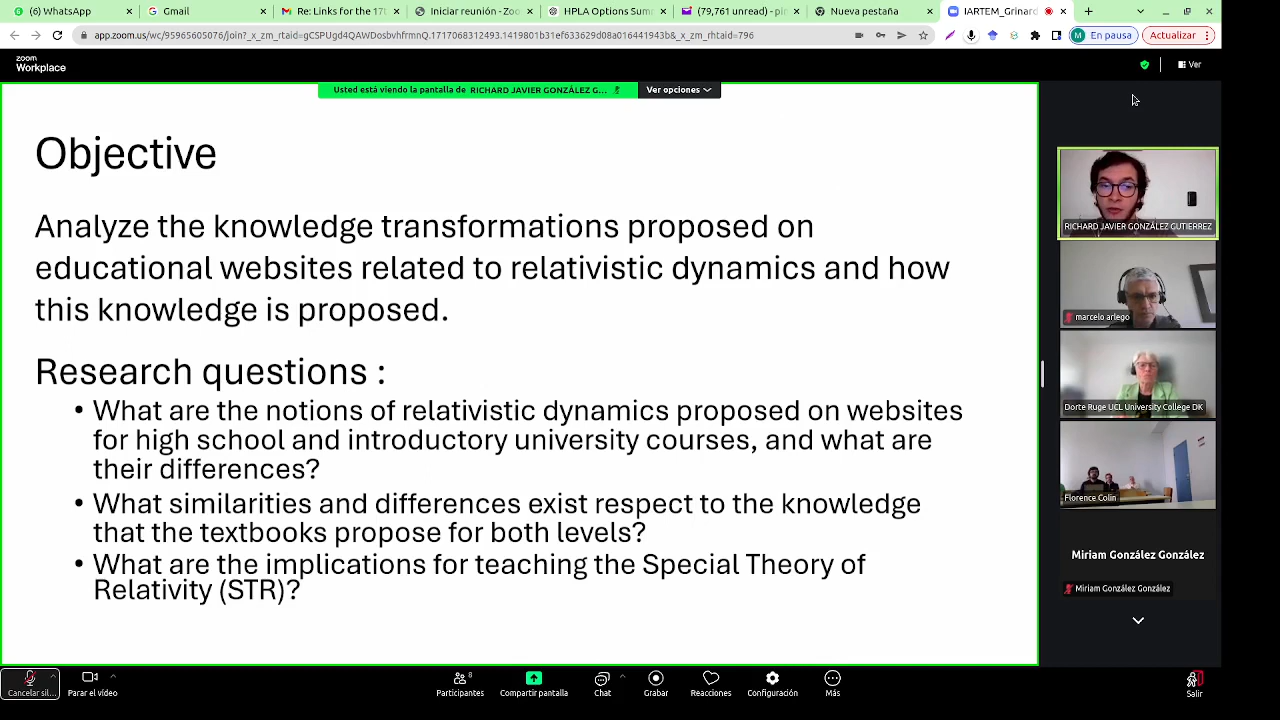 (6) WhatsApp
Gmail
Re: Links for the 17t
Iniciar reunión - Zoo
HPLA Options Sum
(79,761 unread) - pi
Nueva pestaña
IARTEM_Grinard
app.zoom.us/wc/95965605076/join?_x_zm_rtaid=gCSPUgd4QAWOObvhfrmnQ.1717068312493.1419801b31ef633629d08a016441943b&_x_zm_rhtaid=796
M En pausa
Actualizar
zoom
Workplace
Ver
Usted está viendo la pantalla de RICHARD JAVIER GONZÁLEZ G...
Ver opciones
Objective
Analyze the knowledge transformations proposed on
educational websites related to relativistic dynamics and how
this knowledge is proposed.
Research questions :
• What are the notions of relativistic dynamics proposed on websites
for high school and introductory university courses, and what are
their differences?
• What similarities and differences exist respect to the knowledge
that the textbooks propose for both levels?
• What are the implications for teaching the Special Theory of
Relativity (STR)?
RICHARD JAVIER GONZÁLEZ GUTIERREZ
marcelo arlego
Dorte Ruge UCL University College DK
Florence Colin
Miriam González González
Miriam González González
Cancelar sil...
Parar el vídeo
8
Participantes
Compartir pantalla
Chat
Grabar
Reacciones
Configuración
Más
Salir